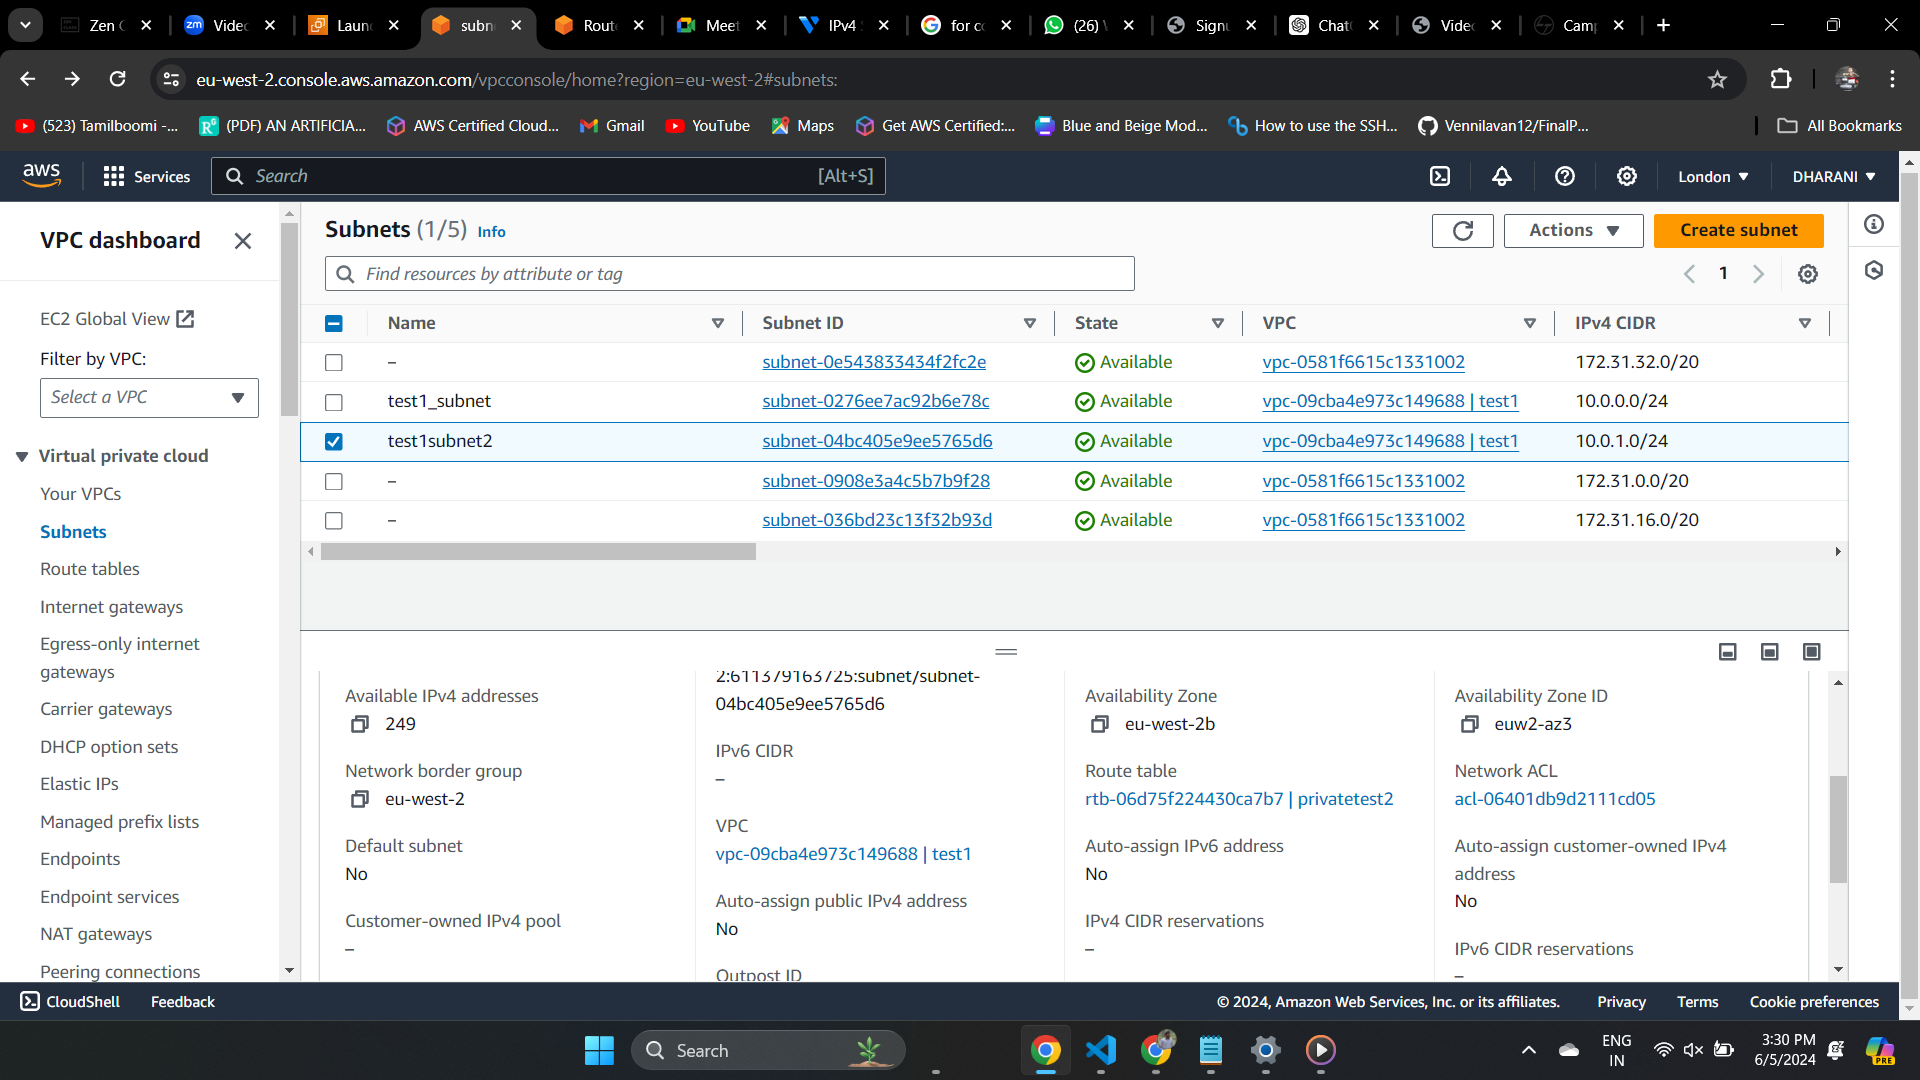 Zen
Vide
Laun
subn
Rout
Meet
IPv4
for co
(26)
Signu
Chat
Vide
Camp
eu-west-2.console.aws.amazon.com/vpcconsole/home?region=eu-west-2#subnets:
(523) Tamilboomi -...
(PDF) AN ARTIFICIA...
AWS Certified Cloud...
Gmail
YouTube
Maps
Get AWS Certified:...
Blue and Beige Mod...
How to use the SSH...
Vennilavan12/FinalP...
All Bookmarks
aws
Services
Search
[Alt+S]
London
DHARANI
VPC dashboard
EC2 Global View
Filter by VPC:
Select a VPC
Virtual private cloud
Your VPCs
Subnets
Route tables
Internet gateways
Egress-only internet
gateways
Carrier gateways
DHCP option sets
Elastic IPs
Managed prefix lists
Endpoints
Endpoint services
NAT gateways
Peering connections
Subnets (1/5) Info
Actions
Create subnet
Find resources by attribute or tag
1
Name Subnet ID State VPC IPv4 CIDR
– subnet-0e543833434f2fc2e Available vpc-0581f6615c1331002 172.31.32.0/20
test1_subnet subnet-0276ee7ac92b6e78c Available vpc-09cba4e973c149688 | test1 10.0.0.0/24
test1subnet2 subnet-04bc405e9ee5765d6 Available vpc-09cba4e973c149688 | test1 10.0.1.0/24
– subnet-0908e3a4c5b7b9f28 Available vpc-0581f6615c1331002 172.31.0.0/20
– subnet-036bd23c13f32b93d Available vpc-0581f6615c1331002 172.31.16.0/20
Available IPv4 addresses
249
Network border group
eu-west-2
Default subnet
No
Customer-owned IPv4 pool
–
2:611379163725:subnet/subnet-
04bc405e9ee5765d6
IPv6 CIDR
–
VPC
vpc-09cba4e973c149688 | test1
Auto-assign public IPv4 address
No
Outpost ID
Availability Zone
eu-west-2b
Route table
rtb-06d75f224430ca7b7 | privatetest2
Auto-assign IPv6 address
No
IPv4 CIDR reservations
–
Availability Zone ID
euw2-az3
Network ACL
acl-06401db9d2111cd05
Auto-assign customer-owned IPv4
address
No
IPv6 CIDR reservations
–
CloudShell
Feedback
© 2024, Amazon Web Services, Inc. or its affiliates.
Privacy
Terms
Cookie preferences
Search
ENG
IN
3:30 PM
6/5/2024
PRE